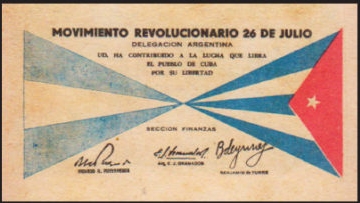 MOVIMIENTO REVOLUCIONARIO 26 DE JULIO
DELEGACION ARGENTINA
UD. HA CONTRIBUIDO A LA LUCHA QUE LIBRA
EL PUEBLO DE CUBA
POR SU LIBERTAD
SECCION FINANZAS